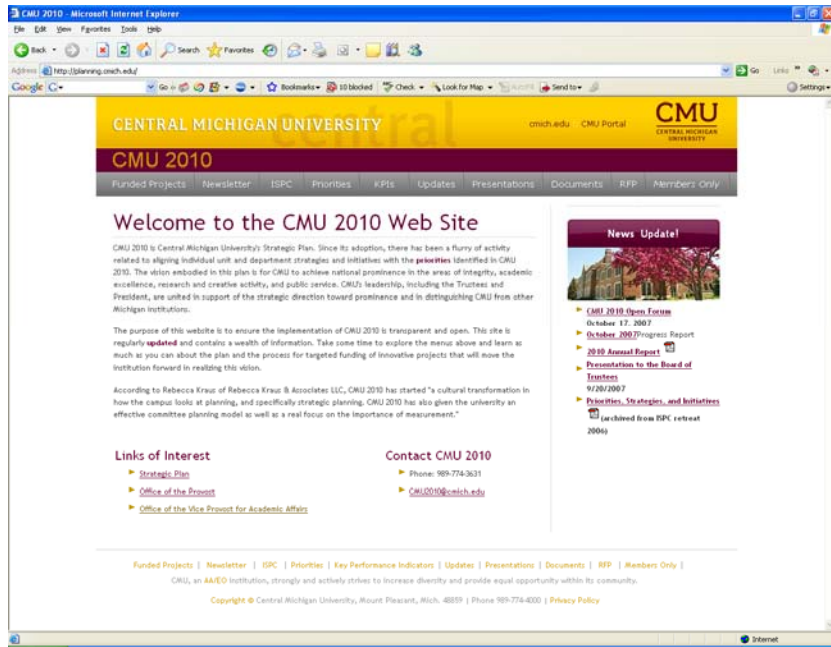 CMU 2010 - Microsoft Internet Explorer
File Edit View Favorites Tools Help
Back Search Favorites
Address http://planning.cmich.edu/ Go Links
Google Go Bookmarks 10 blocked Check Look for Map Send to Settings
CENTRAL MICHIGAN UNIVERSITY
central
cmich.edu CMU Portal
CMU
CENTRAL MICHIGAN
UNIVERSITY
CMU 2010
Funded Projects Newsletter ISPC Priorities KPIs Updates Presentations Documents RFP Members Only
Welcome to the CMU 2010 Web Site
CMU 2010 is Central Michigan University's Strategic Plan. Since its adoption, there has been a flurry of activity
related to aligning individual unit and department strategies and initiatives with the priorities identified in CMU
2010. The vision embodied in this plan is for CMU to achieve national prominence in the areas of integrity, academic
excellence, research and creative activity, and public service. CMU's leadership, including the Trustees and
President, are united in support of the strategic direction toward prominence and in distinguishing CMU from other
Michigan institutions.
The purpose of this website is to ensure the implementation of CMU 2010 is transparent and open. This site is
regularly updated and contains a wealth of information. Take some time to explore the menus above and learn as
much as you can about the plan and the process for targeted funding of innovative projects that will move the
institution forward in realizing this vision.
According to Rebecca Kraus of Rebecca Kraus & Associates LLC, CMU 2010 has started "a cultural transformation in
how the campus looks at planning, and specifically strategic planning. CMU 2010 has also given the university an
effective committee planning model as well as a real focus on the importance of measurement."
Links of Interest
Strategic Plan
Office of the Provost
Office of the Vice Provost for Academic Affairs
Contact CMU 2010
Phone: 989-774-3631
CMU2010@cmich.edu
News Update!
CMU 2010 Open Forum
October 17, 2007
October 2007Progress Report
2010 Annual Report
Presentation to the Board of
Trustees
9/20/2007
Priorities, Strategies, and Initiatives
(archived from ISPC retreat
2006)
Funded Projects | Newsletter | ISPC | Priorities | Key Performance Indicators | Updates | Presentations | Documents | RFP | Members Only |
CMU, an AA/EO institution, strongly and actively strives to increase diversity and provide equal opportunity within its community.
Copyright © Central Michigan University, Mount Pleasant, Mich. 48859 | Phone 989-774-4000 | Privacy Policy
Internet